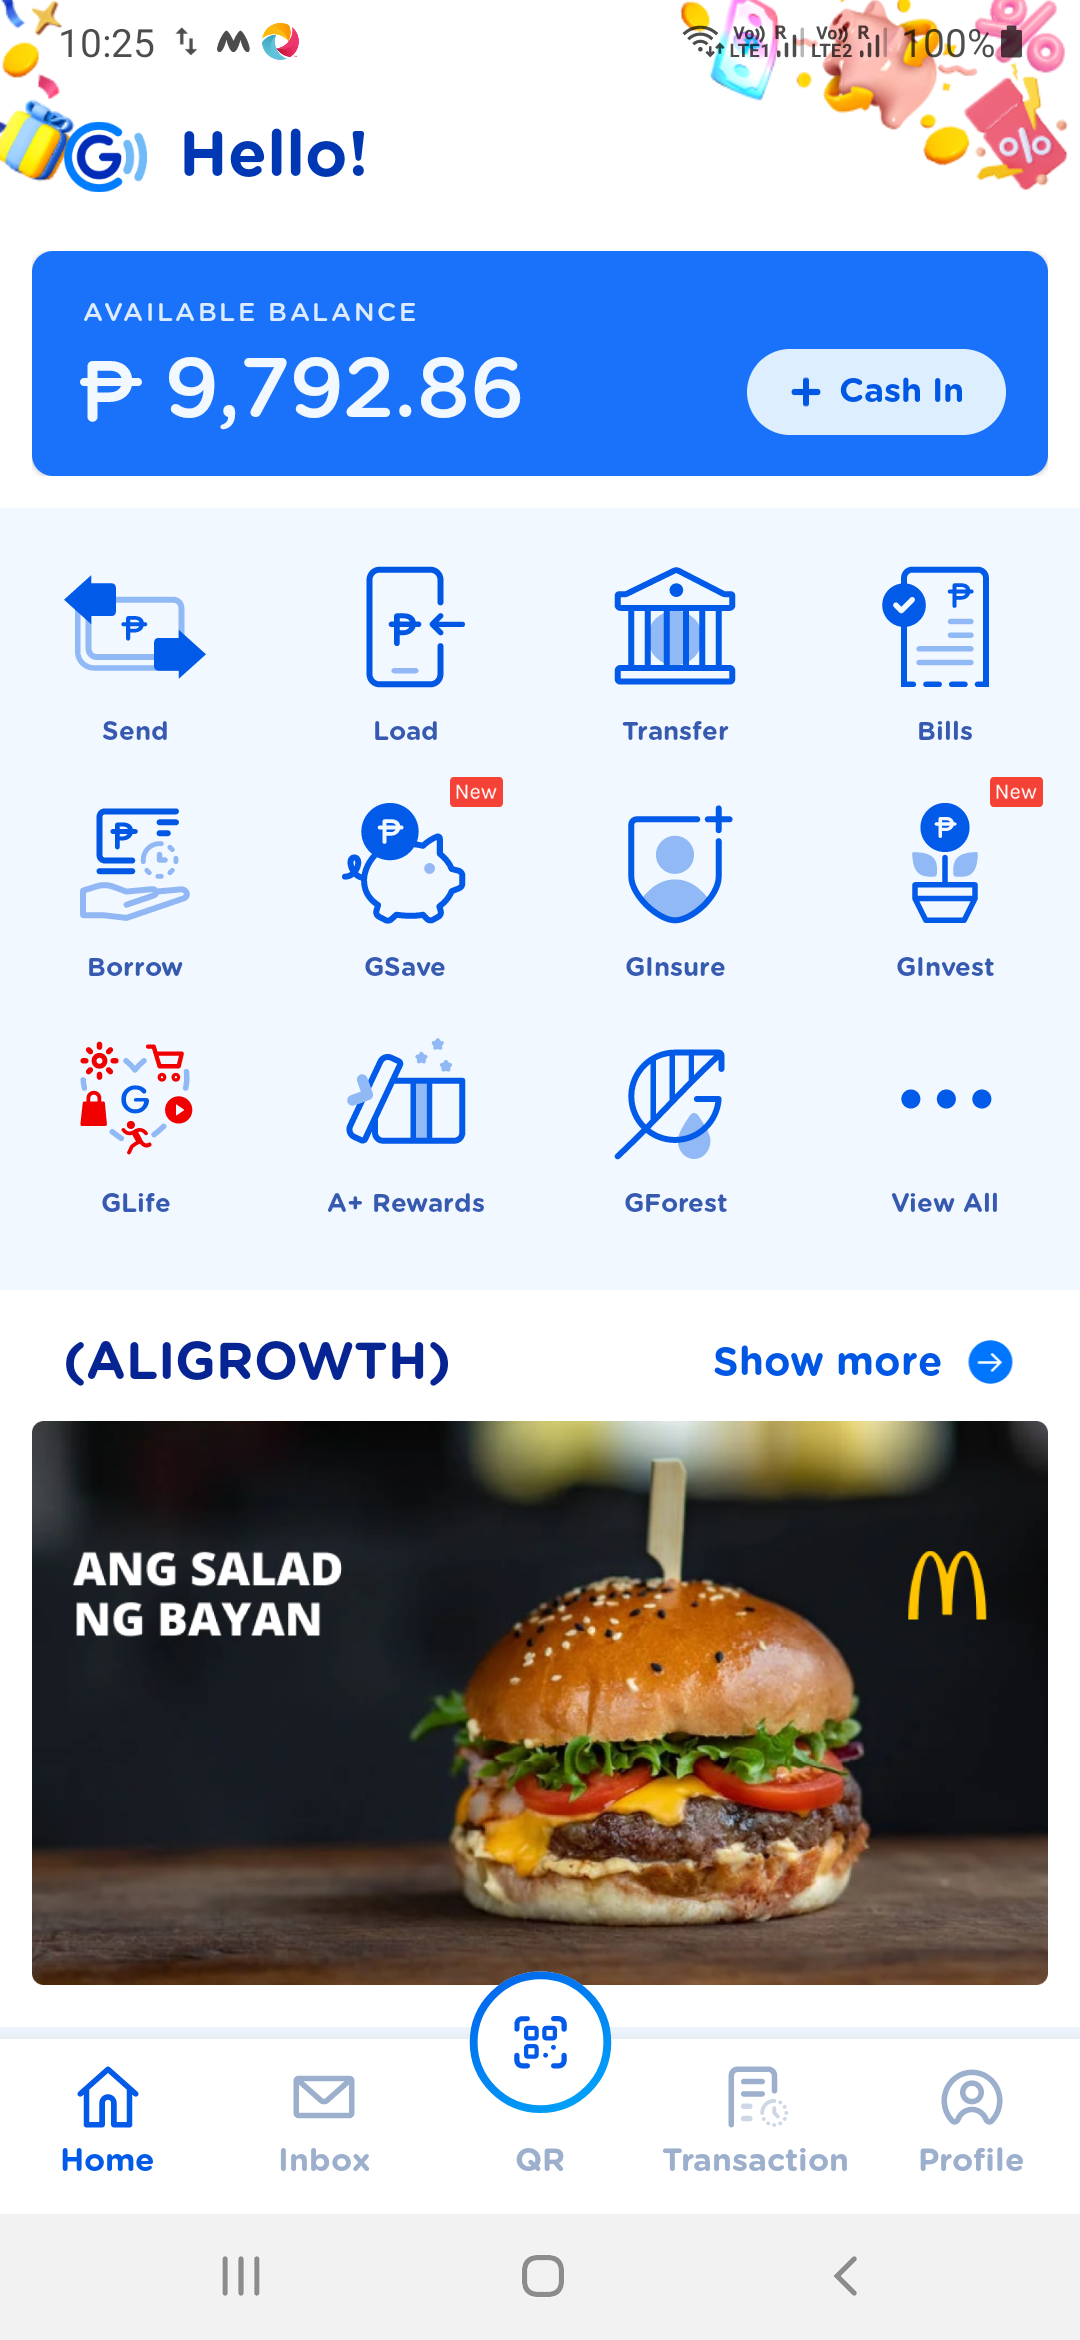 10:25
Vo)) R
LTE1
Vo)) R
LTE2
100%
Hello!
AVAILABLE BALANCE
₱ 9,792.86
+ Cash In
Send
Load
Transfer
Bills
New
New
Borrow
GSave
GInsure
GInvest
GLife
A+ Rewards
GForest
View All
(ALIGROWTH)
Show more
ANG SALAD
NG BAYAN
Home
Inbox
QR
Transaction
Profile